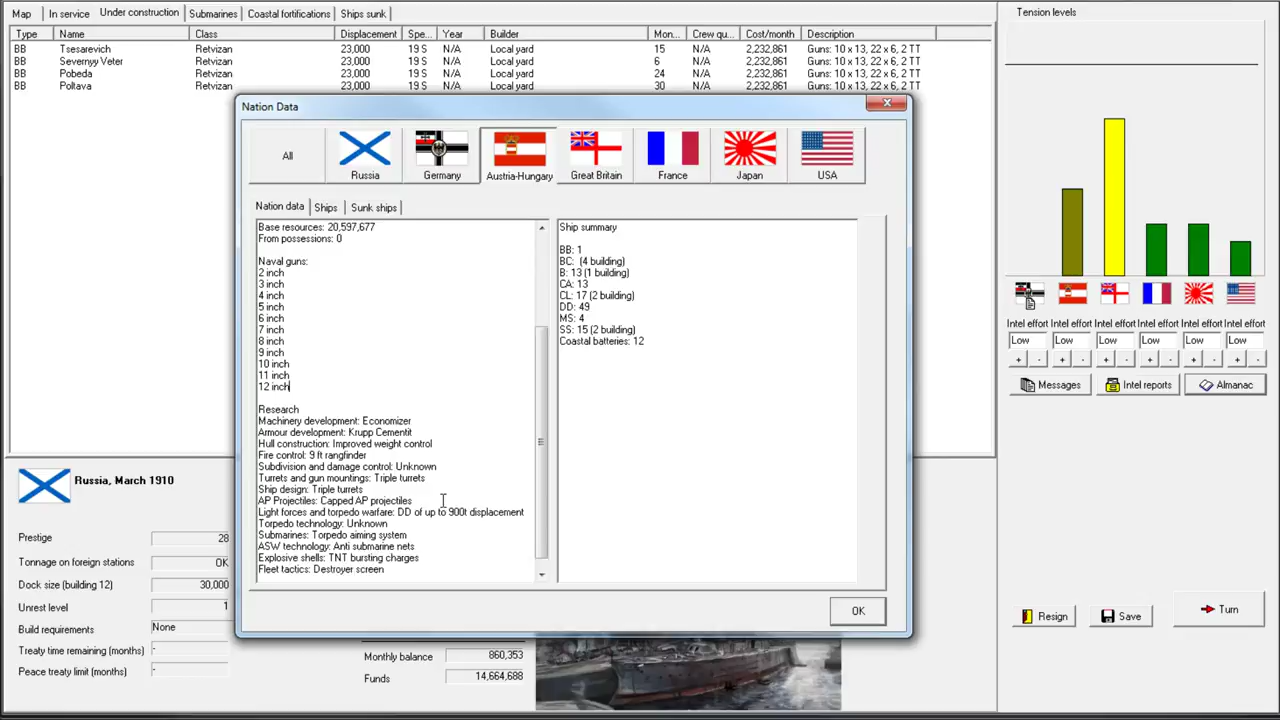 Map In service Under construction Submarines Coastal fortifications Ships sunk
Type Name Class Displacement Spe... Year Builder Mon... Crew qu... Cost/month Description
BB Tsesarevich Retvizan 23,000 19 S N/A Local yard 15 N/A 2,232,861 Guns: 10 x 13, 22 x 6, 2 TT
BB Severnyy Veter Retvizan 23,000 19 S N/A Local yard 6 N/A 2,232,861 Guns: 10 x 13, 22 x 6, 2 TT
BB Pobeda Retvizan 23,000 19 S N/A Local yard 24 N/A 2,232,861 Guns: 10 x 13, 22 x 6, 2 TT
BB Poltava Retvizan 23,000 19 S N/A Local yard 30 N/A 2,232,861 Guns: 10 x 13, 22 x 6, 2 TT
Nation Data
All Russia Germany Austria-Hungary Great Britain France Japan USA
Nation data Ships Sunk ships
Base resources: 20,597,677
From possessions: 0
Naval guns:
2 inch
3 inch
4 inch
5 inch
6 inch
7 inch
8 inch
9 inch
10 inch
11 inch
12 inch
Research
Machinery development: Economizer
Armour development: Krupp Cementit
Hull construction: Improved weight control
Fire control: 9 ft rangfinder
Subdivision and damage control: Unknown
Turrets and gun mountings: Triple turrets
Ship design: Triple turrets
AP Projectiles: Capped AP projectiles
Light forces and torpedo warfare: DD of up to 900t displacement
Torpedo technology: Unknown
Submarines: Torpedo aiming system
ASW technology: Anti submarine nets
Explosive shells: TNT bursting charges
Fleet tactics: Destroyer screen
Ship summary
BB: 1
BC: (4 building)
B: 13 (1 building)
CA: 13
CL: 17 (2 building)
DD: 49
MS: 4
SS: 15 (2 building)
Coastal batteries: 12
OK
Tension levels
Intel effort Intel effort Intel effort Intel effort Intel effort Intel effort
Low Low Low Low Low Low
+ - + - + - + - + - + -
Messages Intel reports Almanac
Resign Save Turn
Russia, March 1910
Prestige 28
Tonnage on foreign stations OK
Dock size (building 12) 30,000
Unrest level 1
Build requirements None
Treaty time remaining (months) -
Peace treaty limit (months) -
Monthly balance 860,353
Funds 14,664,688